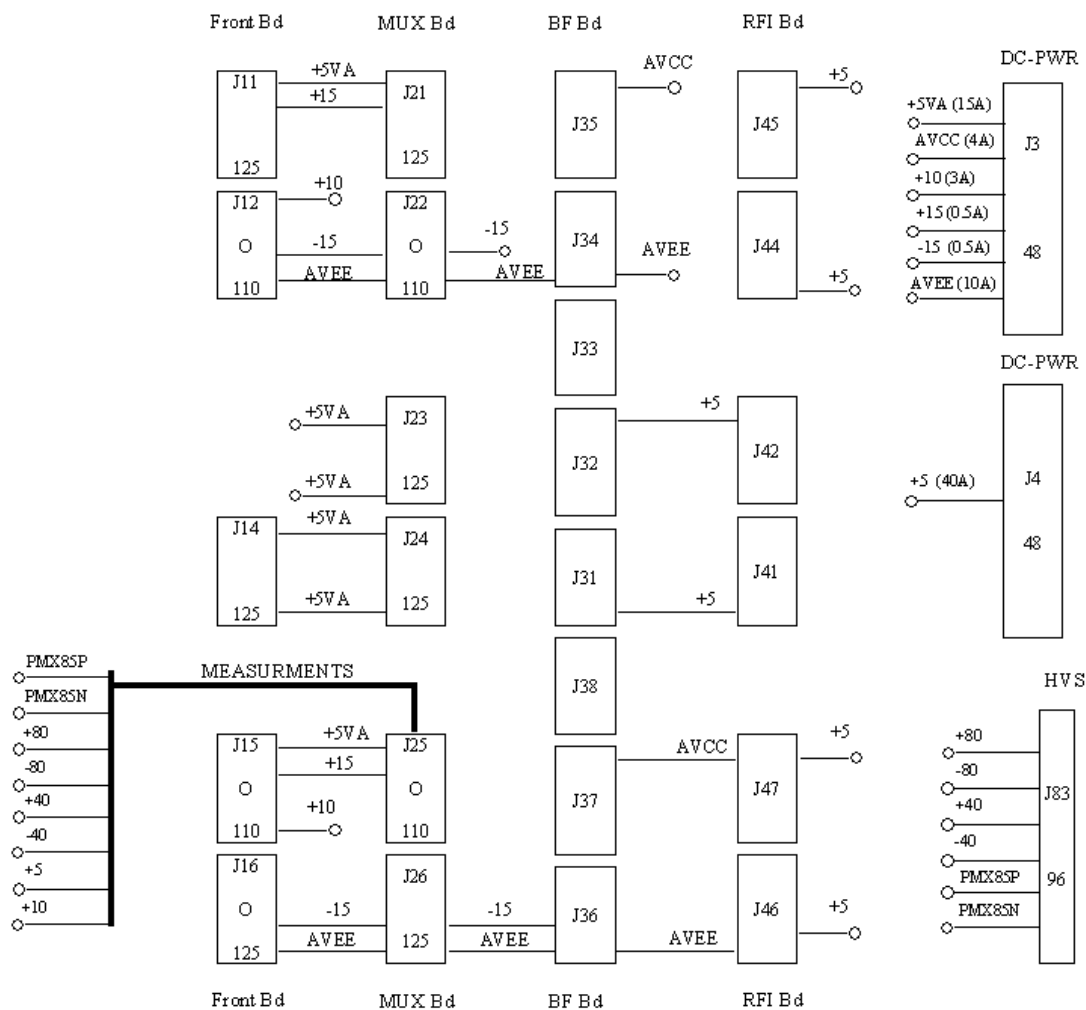 Front Bd MUX Bd BF Bd RFI Bd
DC-PWR
J11 +5VA J21 AVCC +5
+15 J35 J45 +5VA (15A) J3
125 125 AVCC (4A)
J12 +10 J22 +10 (3A)
O -15 O -15 J34 AVEE J44 +15 (0.5A)
-15 (0.5A) 48
110 AVEE 110 AVEE +5 AVEE (10A)
J33
DC-PWR
+5VA J23 +5
J32 J42
+5VA 125 +5 (40A) J4
J14 +5VA J24
48
J31 J41
125 +5VA 125 +5
PMX85P MEASURMENTS
PMX85N J38 HVS
+80 J15 +5VA J25 AVCC +5 +80
-80 +15 -80
+40 O +10 O J37 J47 +40 J83
-40 110 110 -40
+5 J16 J26 PMX85P 96
+10 O -15 -15 J36 J46 +5 PMX85N
125 AVEE 125 AVEE AVEE
Front Bd MUX Bd BF Bd RFI Bd